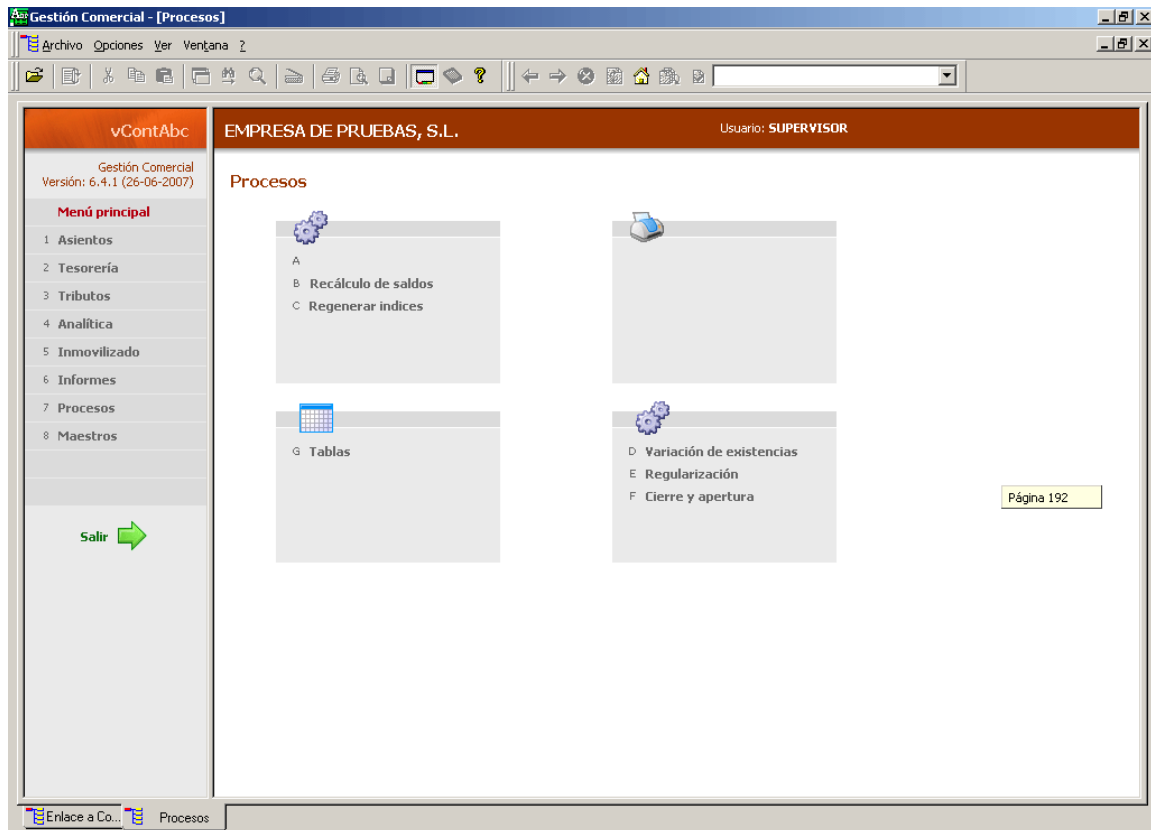 Gestión Comercial - [Procesos]
Archivo Opciones Ver Ventana ?
vContAbc
EMPRESA DE PRUEBAS, S.L.
Usuario: SUPERVISOR
Gestión Comercial
Versión: 6.4.1 (26-06-2007)
Menú principal
1 Asientos
2 Tesorería
3 Tributos
4 Analítica
5 Inmovilizado
6 Informes
7 Procesos
8 Maestros
Salir
Procesos
A
B Recálculo de saldos
C Regenerar indices
G Tablas
D Variación de existencias
E Regularización
F Cierre y apertura
Página 192
Enlace a Co...
Procesos